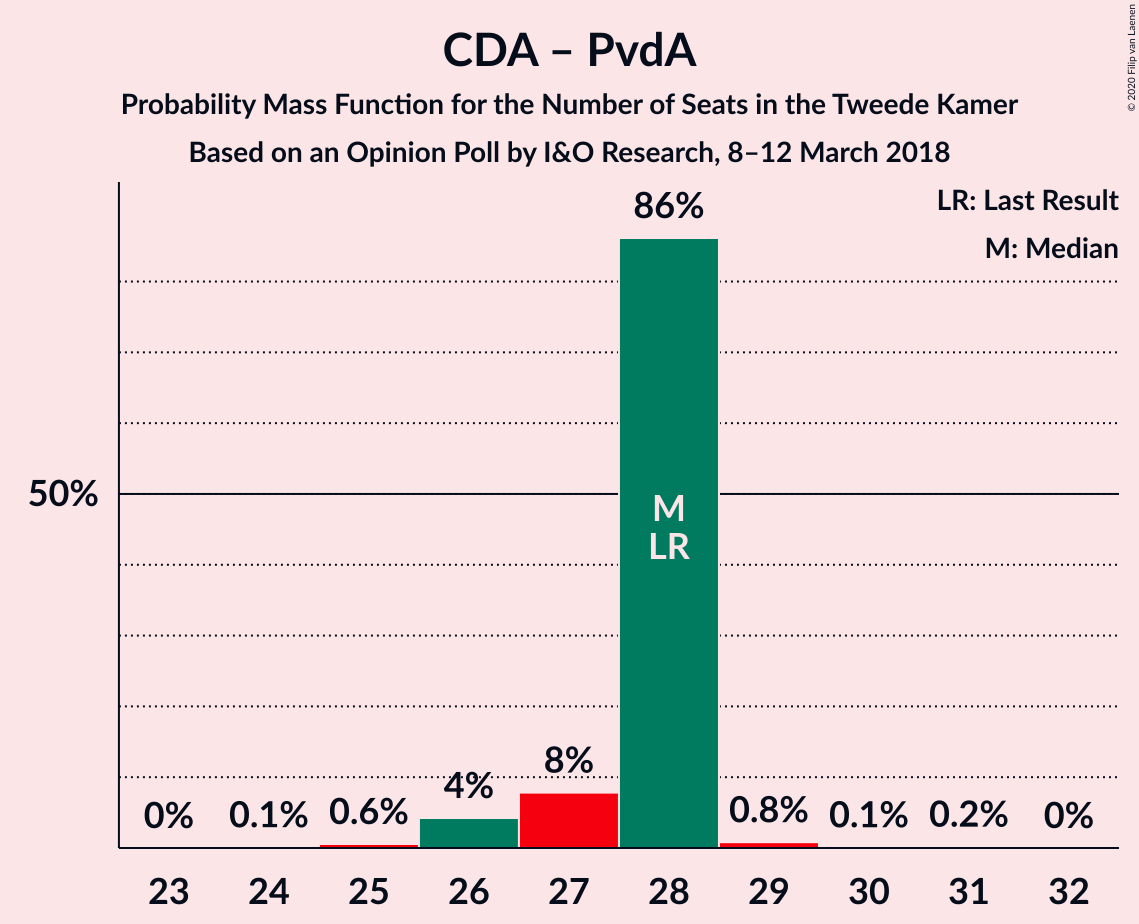 CDA – PvdA
Probability Mass Function for the Number of Seats in the Tweede Kamer
Based on an Opinion Poll by I&O Research, 8–12 March 2018
© 2020 Filip van Laenen
LR: Last Result
M: Median
86%
50%
M
LR
8%
4%
0% 0.1% 0.6% 0.8% 0.1% 0.2% 0%
23 24 25 26 27 28 29 30 31 32